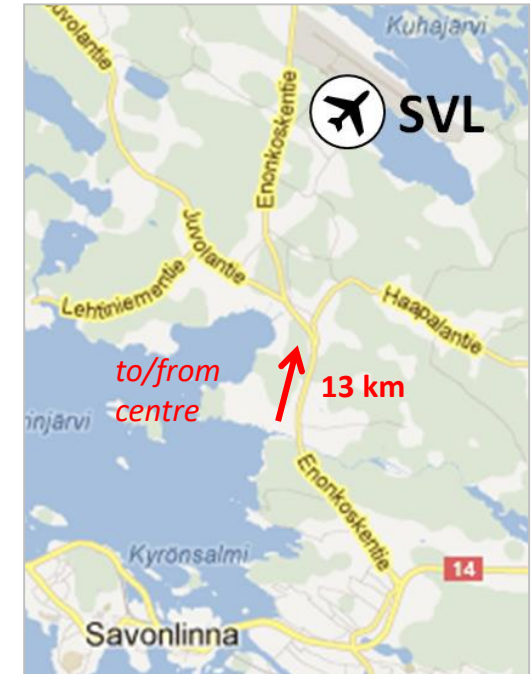 Kuhajärvi
Juvolantie
SVL
Enonkoskentie
Juvolantie
Lehtiniementie
Haapalantie
to/from
centre
13 km
injärvi
Enonkoskentie
14
Kyrönsalmi
Savonlinna